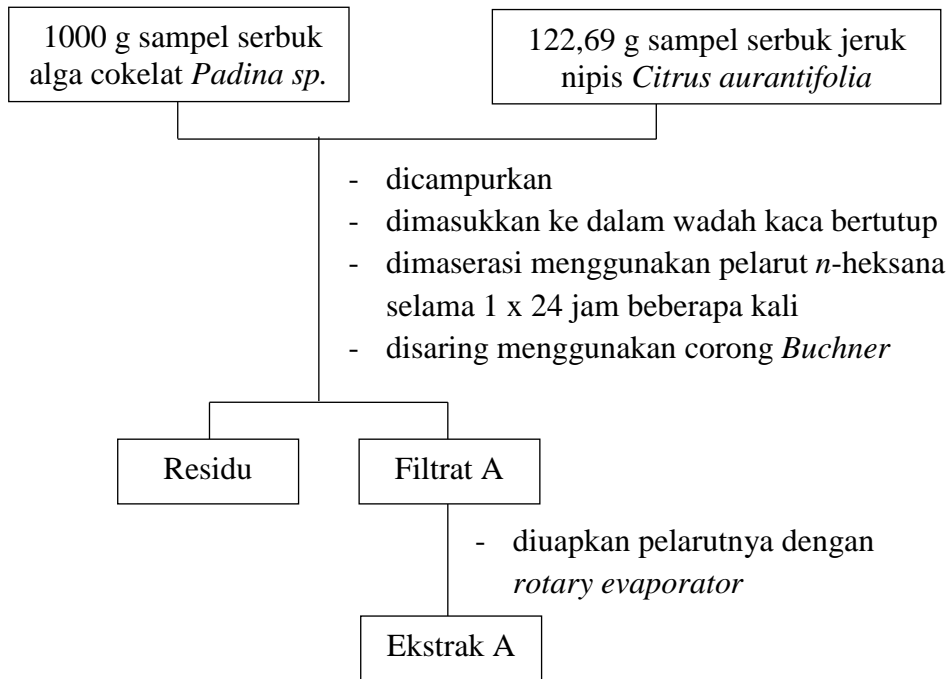 1000 g sampel serbuk
alga cokelat Padina sp.
122,69 g sampel serbuk jeruk
nipis Citrus aurantifolia
- dicampurkan
- dimasukkan ke dalam wadah kaca bertutup
- dimaserasi menggunakan pelarut n-heksana
selama 1 x 24 jam beberapa kali
- disaring menggunakan corong Buchner
Residu
Filtrat A
- diuapkan pelarutnya dengan
rotary evaporator
Ekstrak A